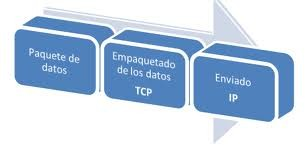 Paquete de
datos
Empaquetado
de los datos
TCP
Enviado
IP